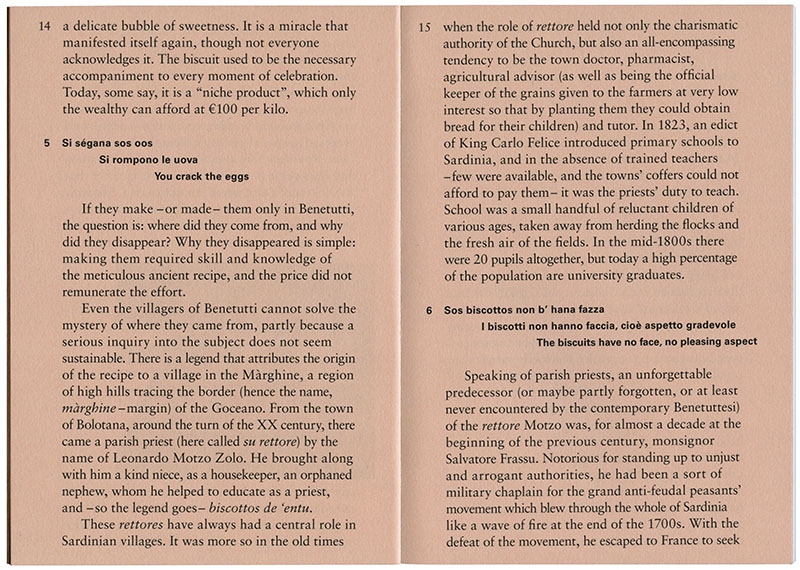 14 a delicate bubble of sweetness. It is a miracle that
manifested itself again, though not everyone
acknowledges it. The biscuit used to be the necessary
accompaniment to every moment of celebration.
Today, some say, it is a “niche product”, which only
the wealthy can afford at €100 per kilo.
5 Si ségana sos oos
Si rompono le uova
You crack the eggs
If they make –or made– them only in Benetutti,
the question is: where did they come from, and why
did they disappear? Why they disappeared is simple:
making them required skill and knowledge of
the meticulous ancient recipe, and the price did not
remunerate the effort.
Even the villagers of Benetutti cannot solve the
mystery of where they came from, partly because a
serious inquiry into the subject does not seem
sustainable. There is a legend that attributes the origin
of the recipe to a village in the Màrghine, a region
of high hills tracing the border (hence the name,
màrghine –margin) of the Goceano. From the town
of Bolotana, around the turn of the XX century, there
came a parish priest (here called su rettore) by the
name of Leonardo Motzo Zolo. He brought along
with him a kind niece, as a housekeeper, an orphaned
nephew, whom he helped to educate as a priest,
and –so the legend goes– biscottos de ‘entu.
These rettores have always had a central role in
Sardinian villages. It was more so in the old times
15 when the role of rettore held not only the charismatic
authority of the Church, but also an all-encompassing
tendency to be the town doctor, pharmacist,
agricultural advisor (as well as being the official
keeper of the grains given to the farmers at very low
interest so that by planting them they could obtain
bread for their children) and tutor. In 1823, an edict
of King Carlo Felice introduced primary schools to
Sardinia, and in the absence of trained teachers
–few were available, and the towns’ coffers could not
afford to pay them– it was the priests’ duty to teach.
School was a small handful of reluctant children of
various ages, taken away from herding the flocks and
the fresh air of the fields. In the mid-1800s there
were 20 pupils altogether, but today a high percentage
of the population are university graduates.
6 Sos biscottos non b’ hana fazza
I biscotti non hanno faccia, cioè aspetto gradevole
The biscuits have no face, no pleasing aspect
Speaking of parish priests, an unforgettable
predecessor (or maybe partly forgotten, or at least
never encountered by the contemporary Benetuttesi)
of the rettore Motzo was, for almost a decade at the
beginning of the previous century, monsignor
Salvatore Frassu. Notorious for standing up to unjust
and arrogant authorities, he had been a sort of
military chaplain for the grand anti-feudal peasants’
movement which blew through the whole of Sardinia
like a wave of fire at the end of the 1700s. With the
defeat of the movement, he escaped to France to seek